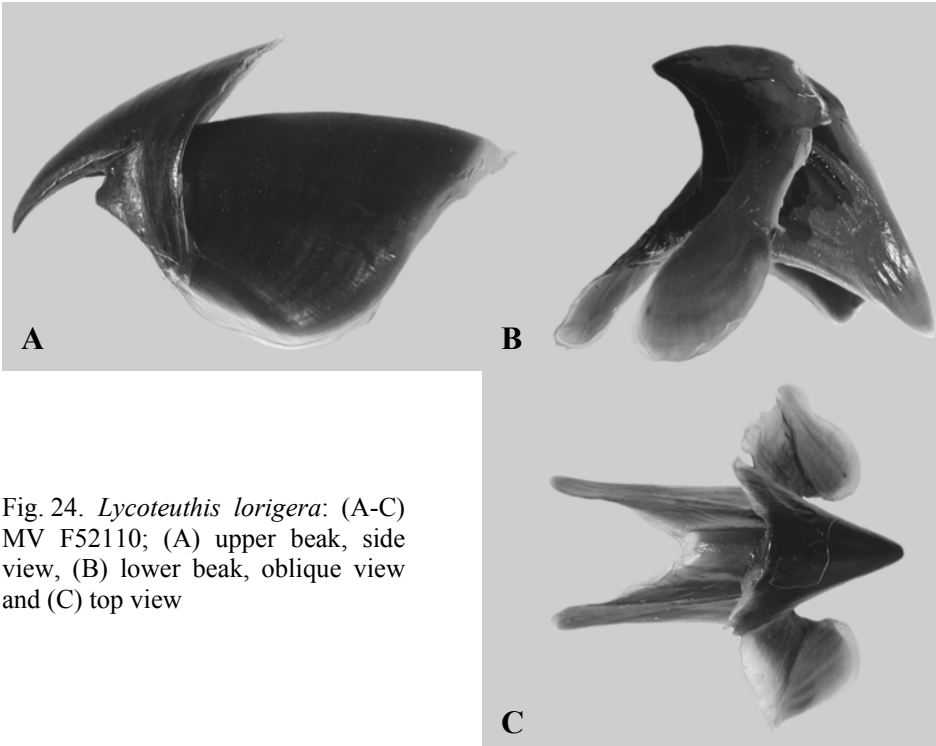 A
B
Fig. 24. Lycoteuthis lorigera: (A-C)
MV F52110; (A) upper beak, side
view, (B) lower beak, oblique view
and (C) top view
C